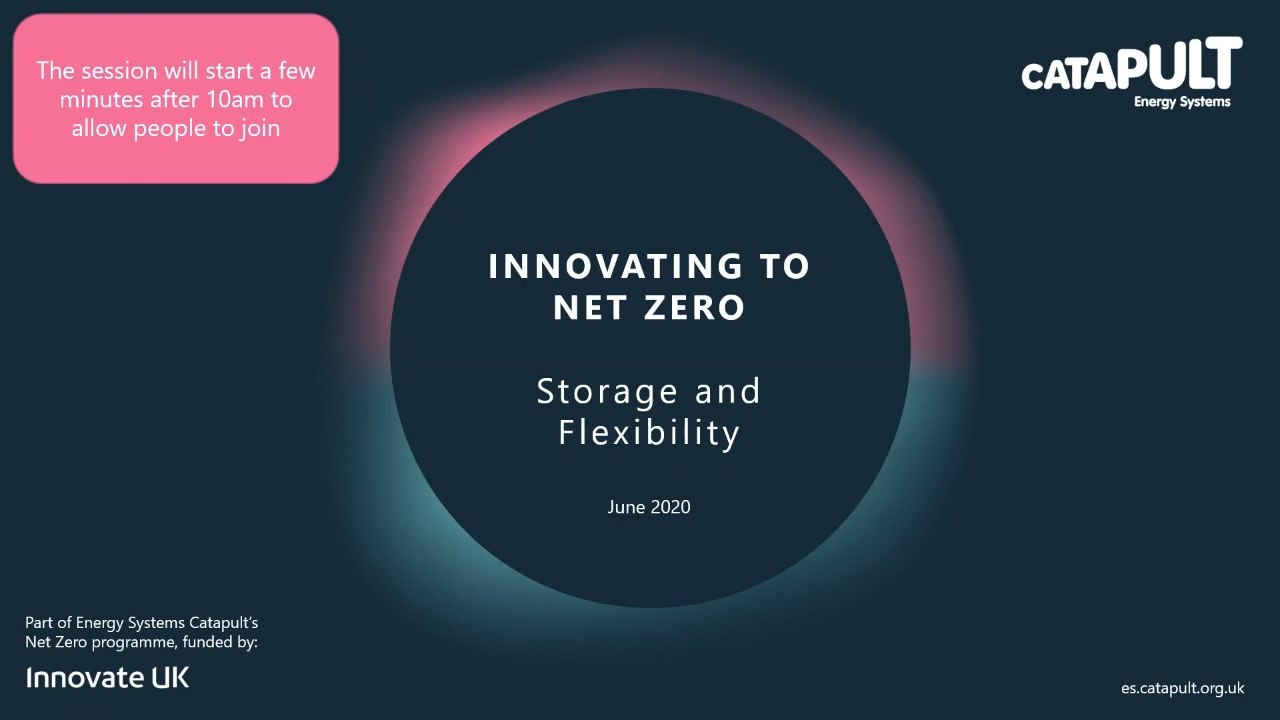 The session will start a few
minutes after 10am to
allow people to join
CATAPULT
Energy Systems
INNOVATING TO
NET ZERO
Storage and
Flexibility
June 2020
Part of Energy Systems Catapult's
Net Zero programme, funded by:
Innovate UK
es.catapult.org.uk